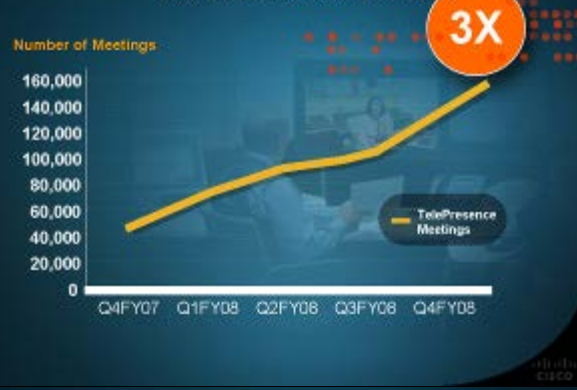 3X
Number of Meetings
160,000
140,000
120,000
100,000
80,000
60,000
40,000
20,000
0
TelePresence
Meetings
Q4FY07 Q1FY08 Q2FY08 Q3FY08 Q4FY08
CISCO